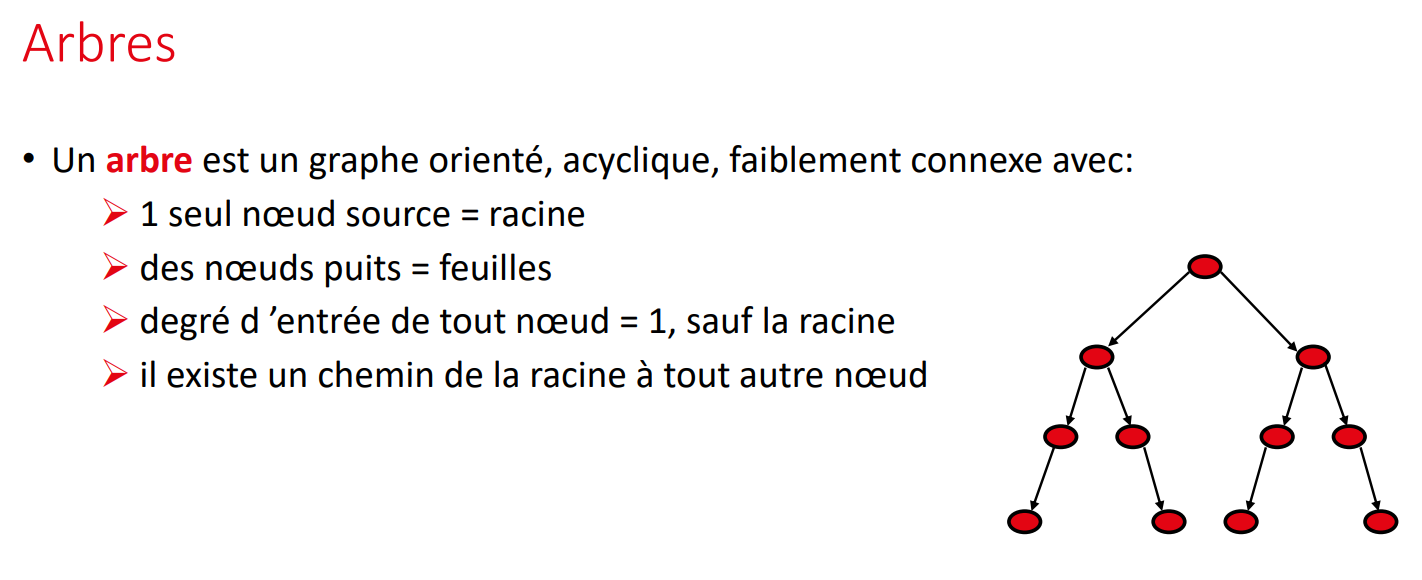 Arbres
• Un arbre est un graphe orienté, acyclique, faiblement connexe avec:
➢ 1 seul nœud source = racine
➢ des nœuds puits = feuilles
➢ degré d ’entrée de tout nœud = 1, sauf la racine
➢ il existe un chemin de la racine à tout autre nœud